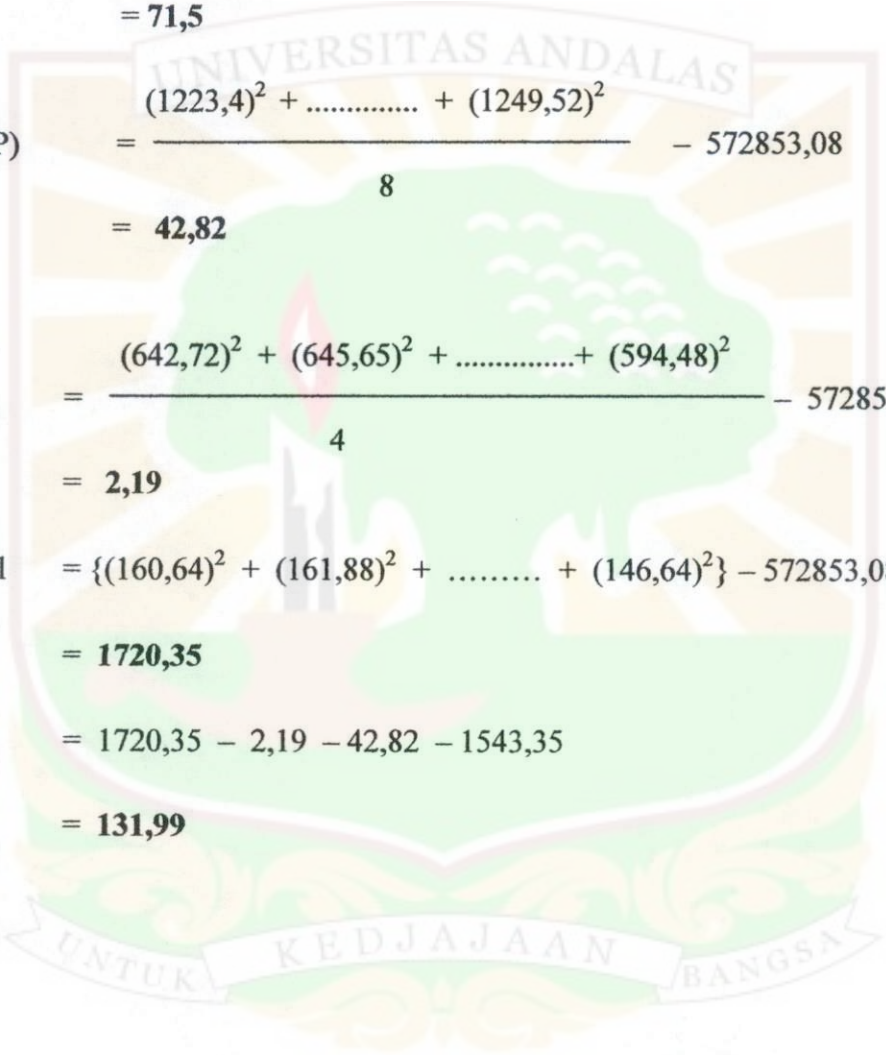 = 71,5
UNIVERSITAS ANDALAS
(1223,4)² + .............. + (1249,52)²
P) = ―――――― – 572853,08
8
= 42,82
(642,72)² + (645,65)² + ...............+ (594,48)²
= ―――――― – 57285
4
= 2,19
= {(160,64)² + (161,88)² + ......... + (146,64)²} – 572853,0
= 1720,35
= 1720,35 – 2,19 – 42,82 – 1543,35
= 131,99
UNTUK KEDJAJAAN BANGSA